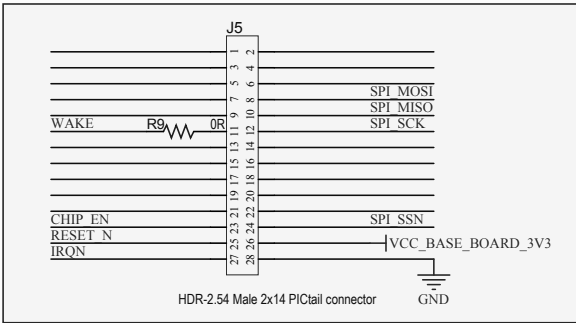 J5
1 2
3 4
5 6
7 8 SPI_MOSI
9 10 SPI_MISO
WAKE R9 0R 11 12 SPI_SCK
13 14
15 16
17 18
19 20
21 22
CHIP_EN 23 24 SPI_SSN
RESET_N 25 26 VCC_BASE_BOARD_3V3
IRQN 27 28
HDR-2.54 Male 2x14 PICtail connector GND